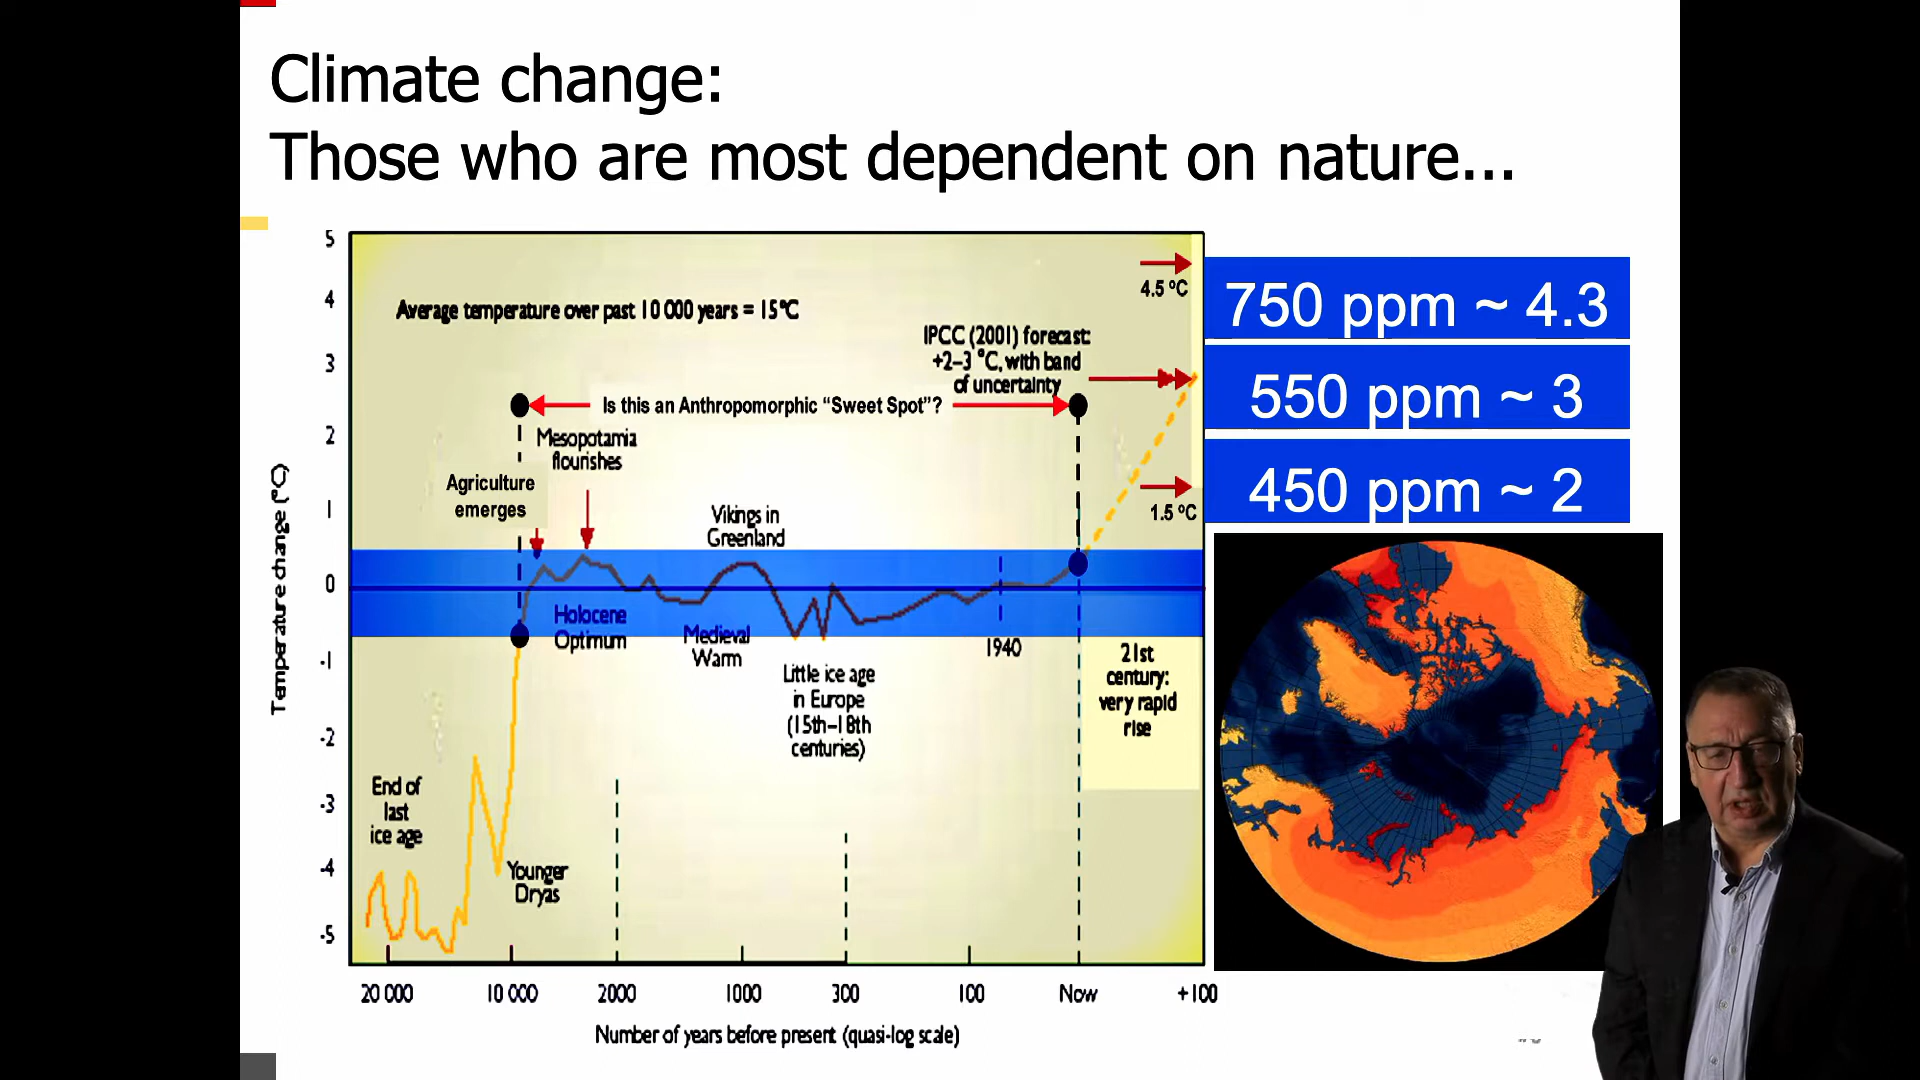 Climate change:
Those who are most dependent on nature...
5
4
3
2
1
0
-1
-2
-3
-4
-5
Temperature change (°C)
Average temperature over past 10 000 years = 15°C
IPCC (2001) forecast:
+2–3 °C, with band
of uncertainty
4.5 °C
1.5 °C
Is this an Anthropomorphic “Sweet Spot”?
Mesopotamia
flourishes
Agriculture
emerges
Vikings in
Greenland
Holocene
Optimum
Medieval
Warm
Little ice age
in Europe
(15th–18th
centuries)
1940
21st
century:
very rapid
rise
End of
last
ice age
Younger
Dryas
20 000
10 000
2000
1000
300
100
Now
+100
Number of years before present (quasi-log scale)
750 ppm ~ 4.3
550 ppm ~ 3
450 ppm ~ 2